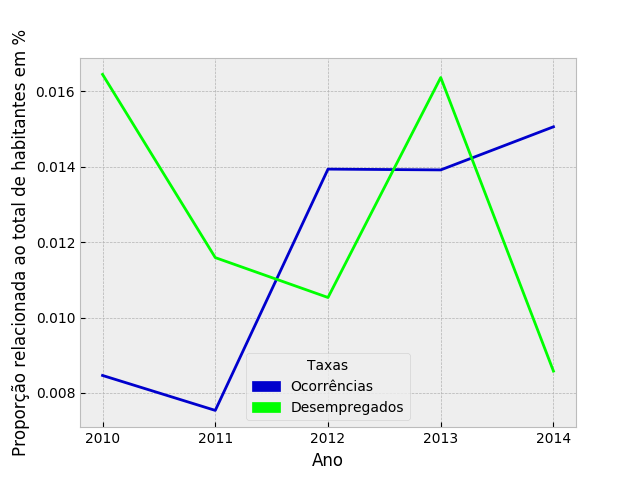 Proporção relacionada ao total de habitantes em %
0.016
0.014
0.012
0.010
0.008
Taxas
Ocorrências
Desempregados
2010 2011 2012 2013 2014
Ano